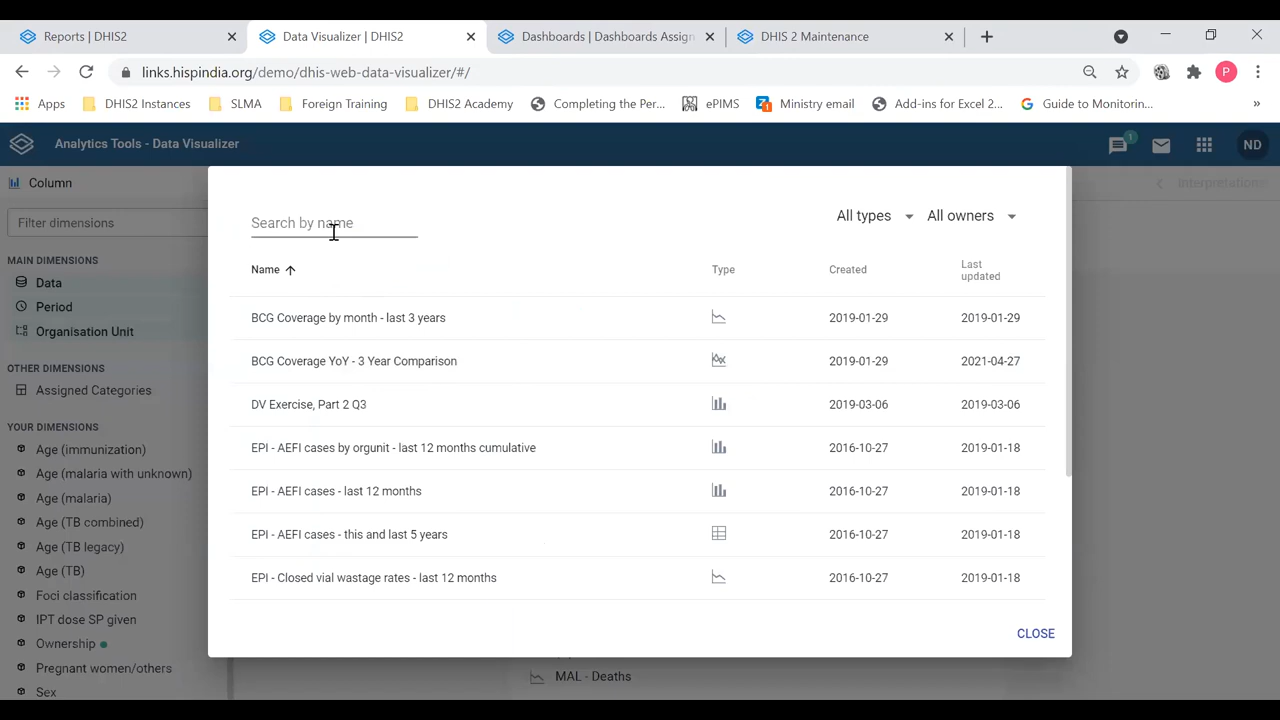 Reports | DHIS2
Data Visualizer | DHIS2
Dashboards | Dashboards Assign
DHIS 2 Maintenance
links.hispindia.org/demo/dhis-web-data-visualizer/#/
P
Apps
DHIS2 Instances
SLMA
Foreign Training
DHIS2 Academy
Completing the Per...
ePIMS
Ministry email
Add-ins for Excel 2...
Guide to Monitorin...
»
Analytics Tools - Data Visualizer
1
ND
Column
Interpretations
Filter dimensions
MAIN DIMENSIONS
Data
Period
Organisation Unit
OTHER DIMENSIONS
Assigned Categories
YOUR DIMENSIONS
Age (immunization)
Age (malaria with unknown)
Age (malaria)
Age (TB combined)
Age (TB legacy)
Age (TB)
Foci classification
IPT dose SP given
Ownership
Pregnant women/others
Sex
Search by name
All types
All owners
Name Type Created Last updated
BCG Coverage by month - last 3 years 2019-01-29 2019-01-29
BCG Coverage YoY - 3 Year Comparison 2019-01-29 2021-04-27
DV Exercise, Part 2 Q3 2019-03-06 2019-03-06
EPI - AEFI cases by orgunit - last 12 months cumulative 2016-10-27 2019-01-18
EPI - AEFI cases - last 12 months 2016-10-27 2019-01-18
EPI - AEFI cases - this and last 5 years 2016-10-27 2019-01-18
EPI - Closed vial wastage rates - last 12 months 2016-10-27 2019-01-18
CLOSE
MAL - Deaths